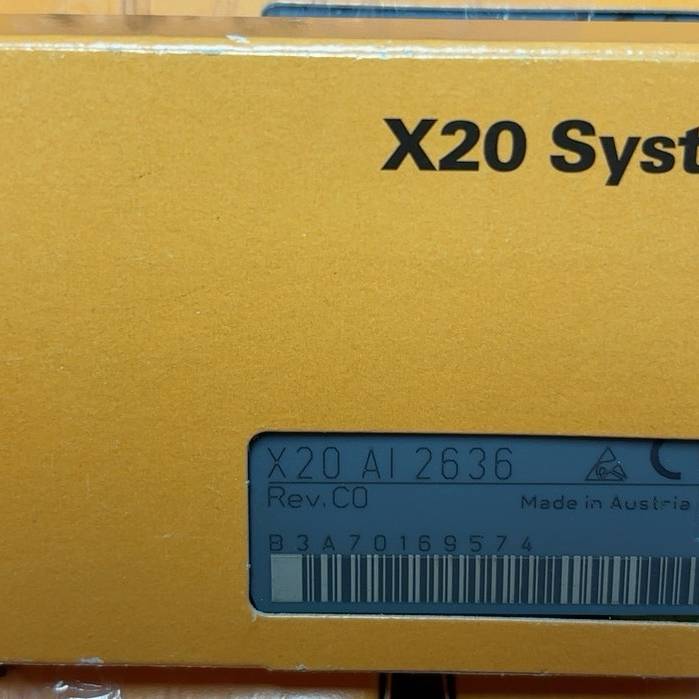 X20 Syst
X20 AI 2636
Rev. C0
Made in Austria
B3A70169574